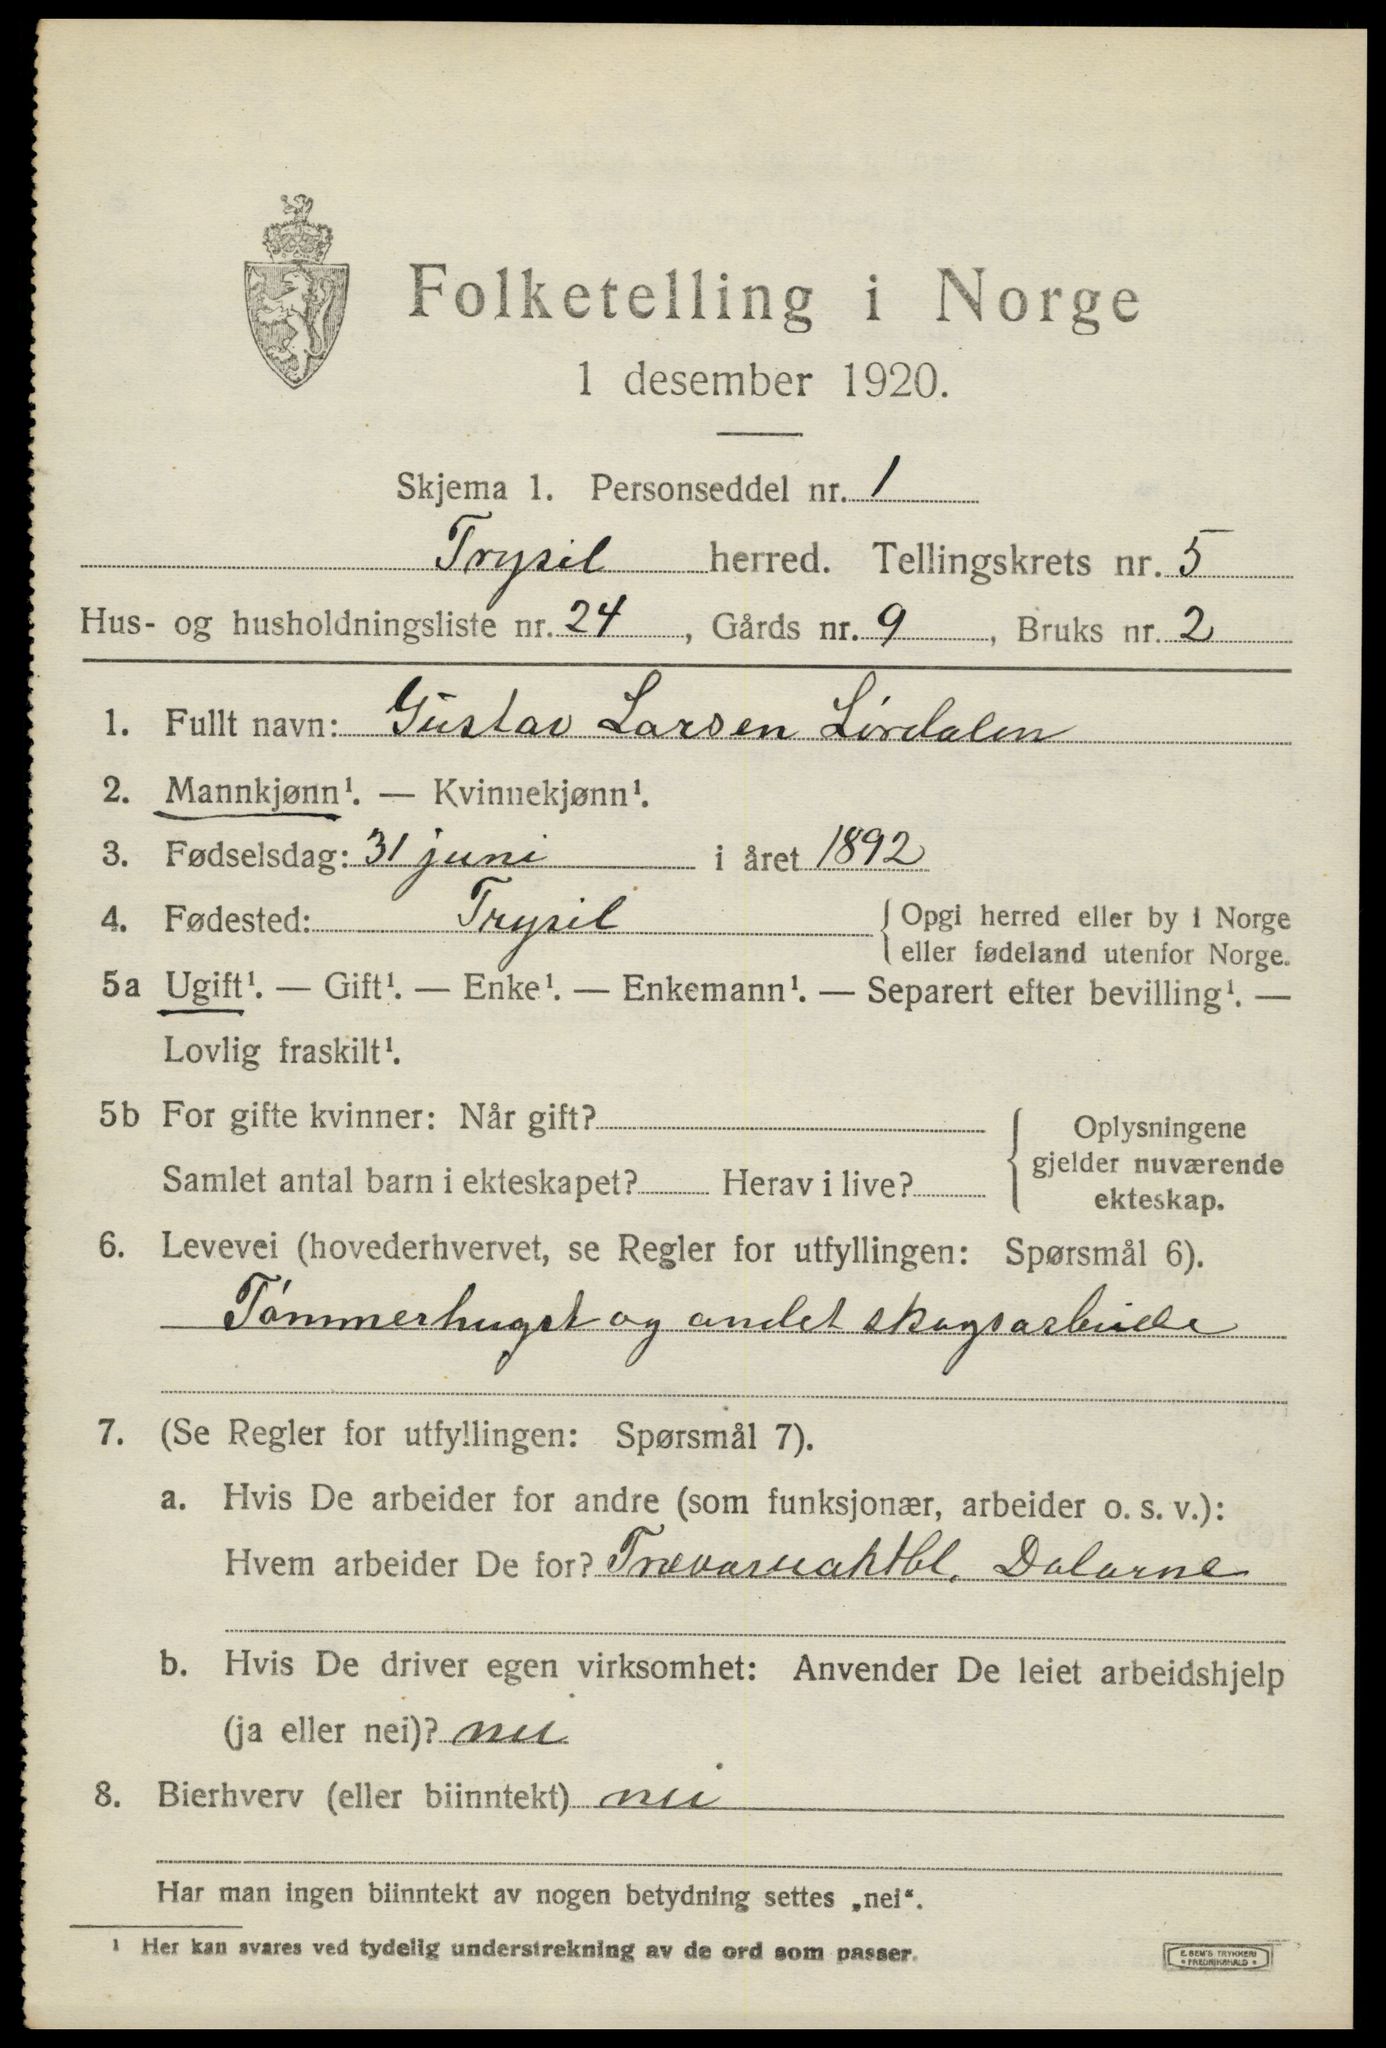 Folketelling i Norge
1 desember 1920.
Skjema 1. Personseddel nr. 1
Trysil herred. Tellingskrets nr. 5
Hus- og husholdningsliste nr. 24, Gårds nr. 9, Bruks nr. 2
1. Fullt navn: Gustav Larsen Lørdalen
2. Mannkjønn¹. — Kvinnekjønn¹.
3. Fødselsdag: 31 juni i året 1892
4. Fødested: Trysil { Opgi herred eller by i Norge
eller fødeland utenfor Norge.
5a Ugift¹. — Gift¹. — Enke¹. — Enkemann¹. — Separert efter bevilling¹. —
Lovlig fraskilt¹.
5b For gifte kvinner: Når gift?
Samlet antal barn i ekteskapet? Herav i live?
{ Oplysningene
gjelder nuværende
ekteskap.
6. Levevei (hovederhvervet, se Regler for utfyllingen: Spørsmål 6).
Tømmerhugst og andet skogsarbeide
7. (Se Regler for utfyllingen: Spørsmål 7).
a. Hvis De arbeider for andre (som funksjonær, arbeider o. s. v.):
Hvem arbeider De for? Dalarne
b. Hvis De driver egen virksomhet: Anvender De leiet arbeidshjelp
(ja eller nei)? nei
8. Bierhverv (eller biinntekt) nei
Har man ingen biinntekt av nogen betydning settes „nei“.
¹ Her kan svares ved tydelig understrekning av de ord som passer.
E. SEM'S TRYKKERI
* FREDRIKSHALD *